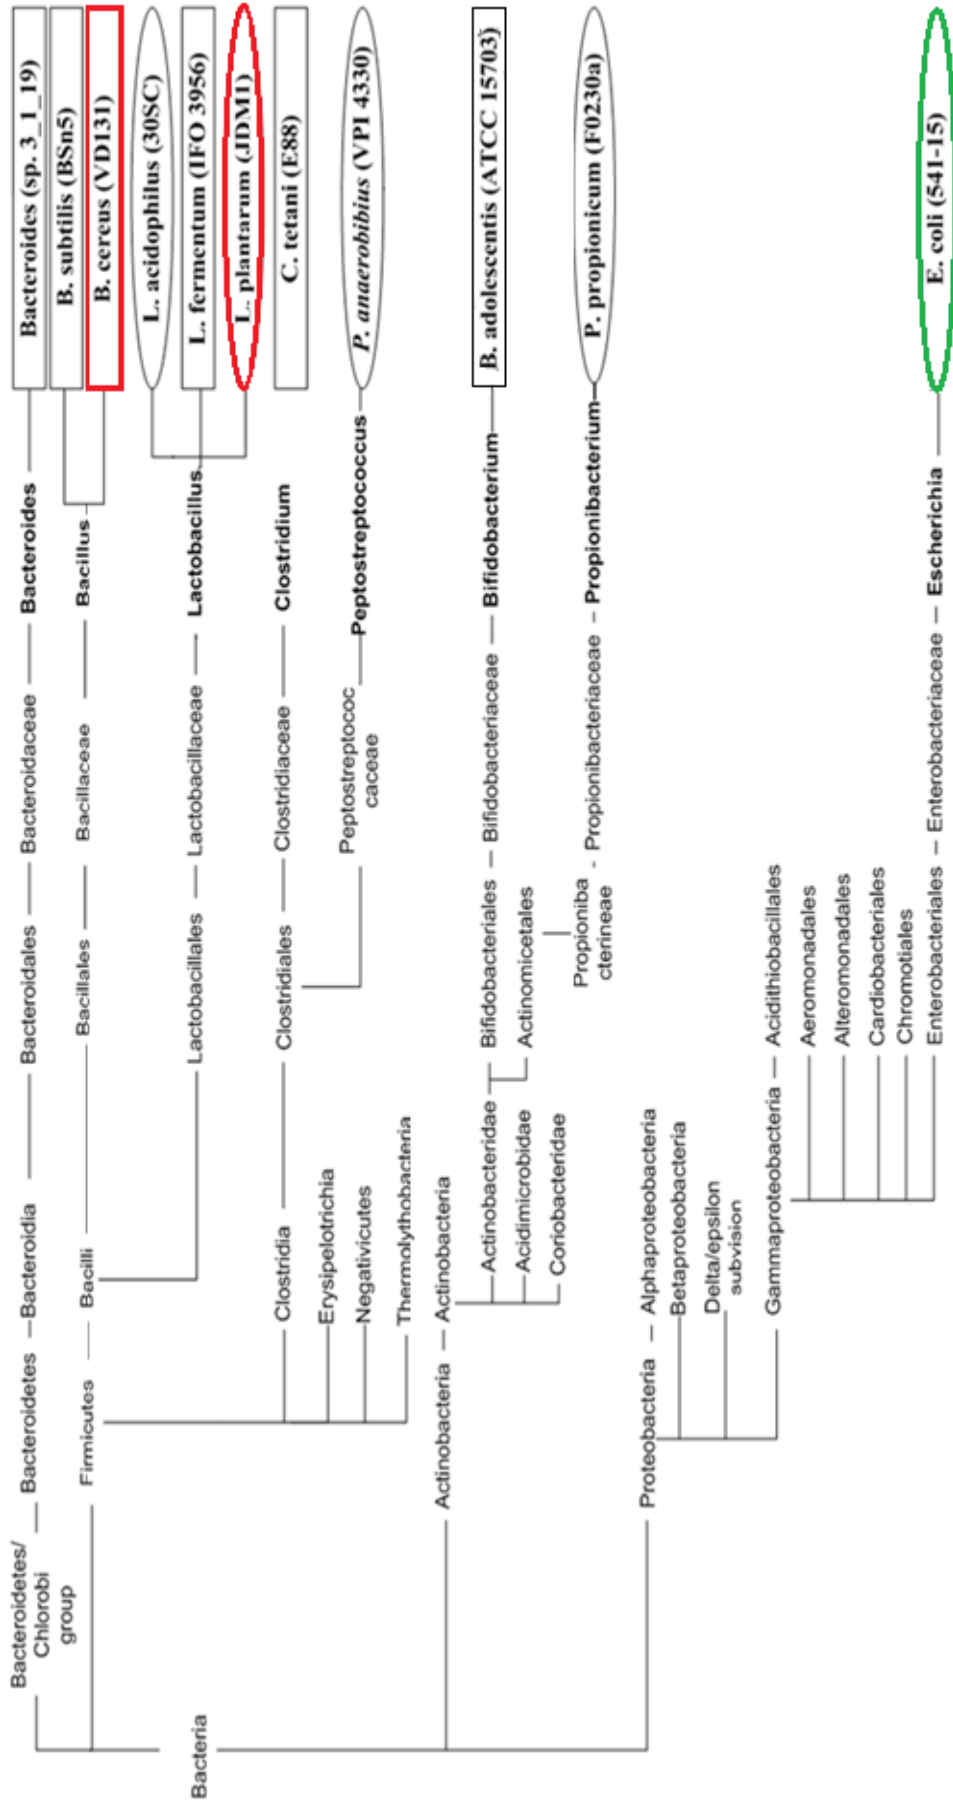 Bacteria
Bacteroidetes/
Chlorobi
group
Bacteroidetes
Bacteroidia
Bacteroidales
Bacteroidaceae
Bacteroides
Bacteroides (sp. 3_1_19)
Firmicutes
Bacilli
Bacillales
Bacillaceae
Bacillus
B. subtilis (BSn5)
B. cereus (VD131)
Lactobacillales
Lactobacillaceae
Lactobacillus
L. acidophilus (30SC)
L. fermentum (IFO 3956)
L. plantarum (JDM1)
Clostridia
Clostridiales
Clostridiaceae
Clostridium
C. tetani (E88)
Peptostreptococ
caceae
Peptostreptococcus
P. anaerobibius (VPI 4330)
Erysipelotrichia
Negativicutes
Thermolythobacteria
Actinobacteria
Actinobacteria
Actinobacteridae
Bifidobacteriales
Bifidobacteriaceae
Bifidobacterium
B. adolescentis (ATCC 15703)
Actinomicetales
Propioniba
cterineae
Propionibacteriaceae
Propionibacterium
P. propionicum (F0230a)
Acidimicrobidae
Coriobacteridae
Proteobacteria
Alphaproteobacteria
Betaproteobacteria
Delta/epsilon
subvision
Gammaproteobacteria
Acidithiobacillales
Aeromonadales
Alteromonadales
Cardiobacteriales
Chromotiales
Enterobacteriales
Enterobacteriaceae
Escherichia
E. coli (541-15)